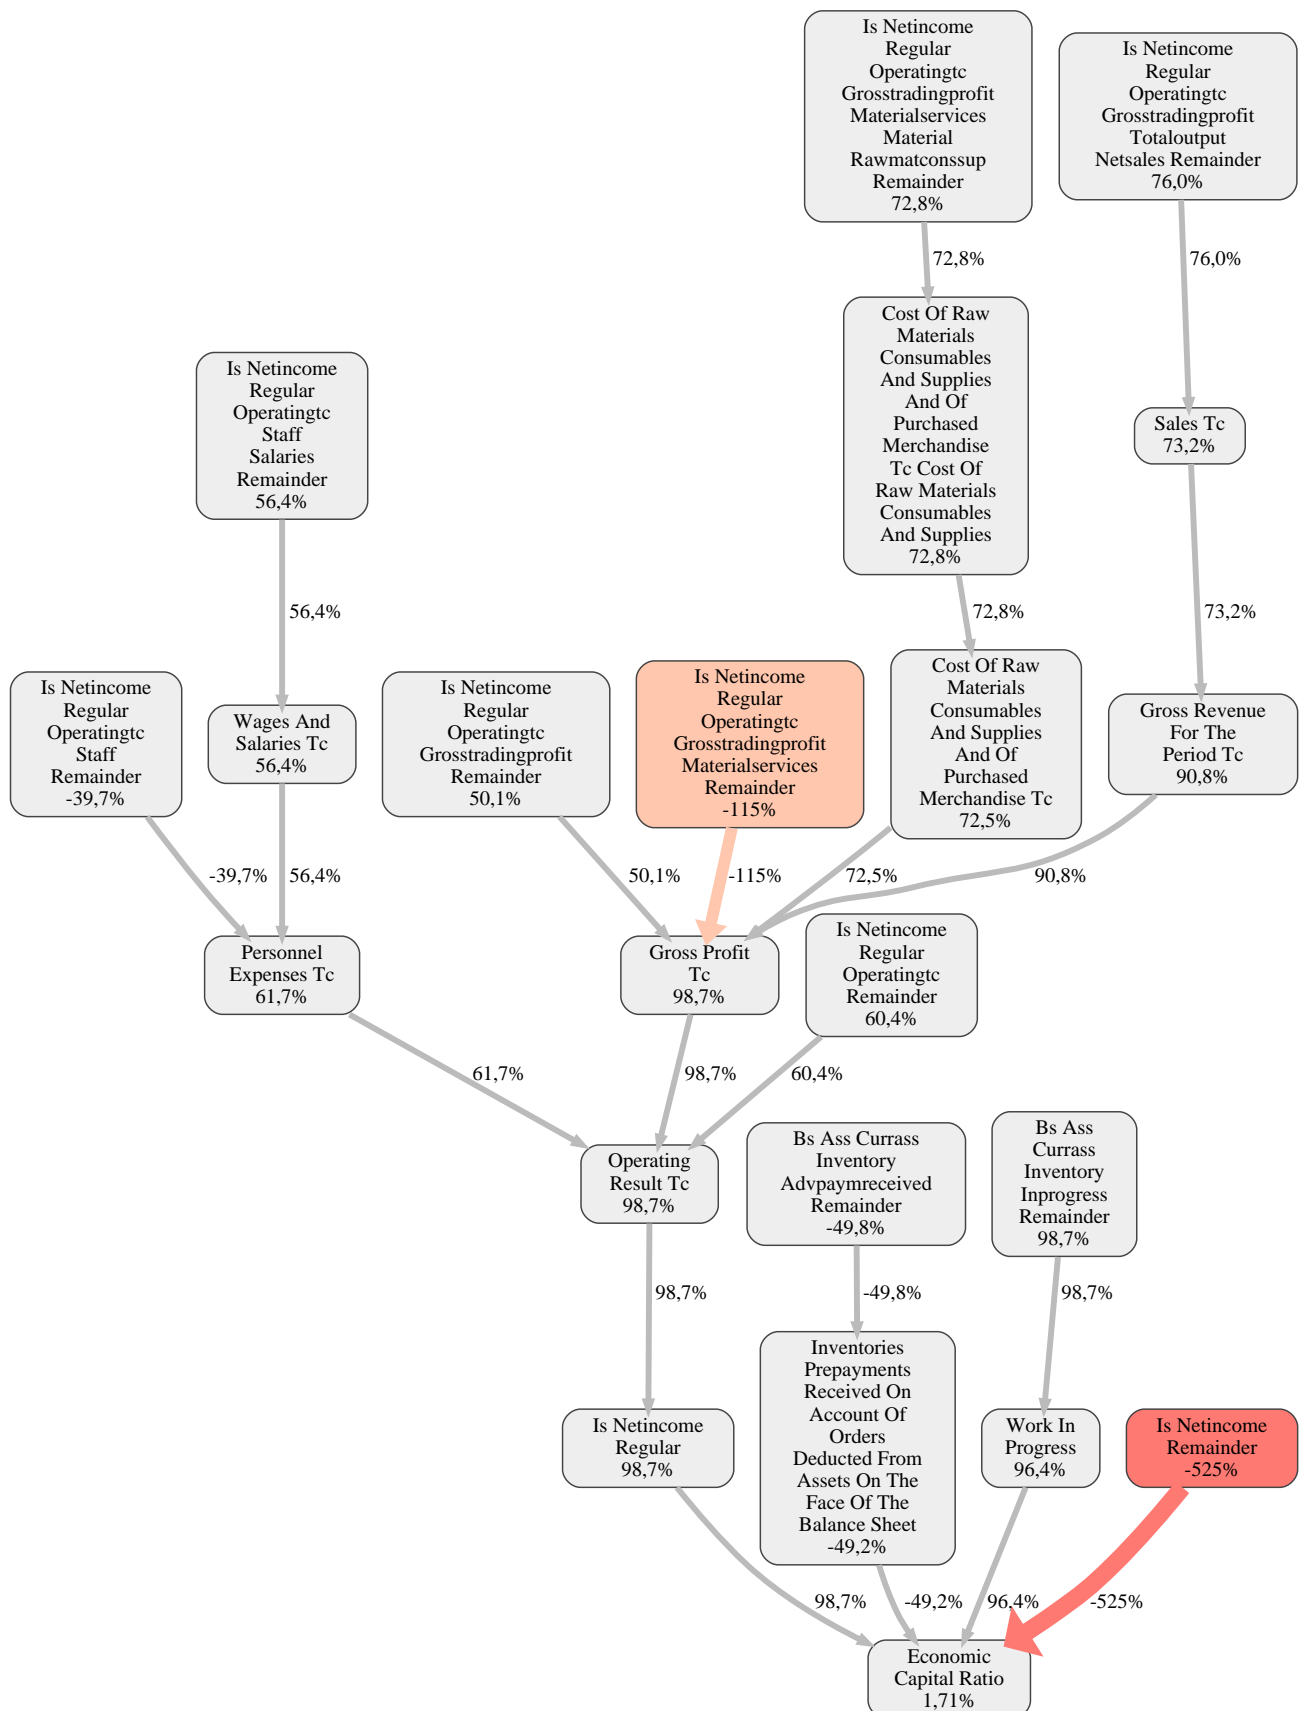 Is Netincome
Regular
Operatingtc
Grosstradingprofit
Materialservices
Material
Rawmatconssup
Remainder
72,8%
Is Netincome
Regular
Operatingtc
Grosstradingprofit
Totaloutput
Netsales Remainder
76,0%
72,8%
76,0%
Cost Of Raw
Materials
Consumables
And Supplies
And Of
Purchased
Merchandise
Tc Cost Of
Raw Materials
Consumables
And Supplies
72,8%
Is Netincome
Regular
Operatingtc
Staff
Salaries
Remainder
56,4%
Sales Tc
73,2%
56,4%
72,8%
73,2%
Is Netincome
Regular
Operatingtc
Staff
Remainder
-39,7%
Wages And
Salaries Tc
56,4%
Is Netincome
Regular
Operatingtc
Grosstradingprofit
Remainder
50,1%
Is Netincome
Regular
Operatingtc
Grosstradingprofit
Materialservices
Remainder
-115%
Cost Of Raw
Materials
Consumables
And Supplies
And Of
Purchased
Merchandise Tc
72,5%
Gross Revenue
For The
Period Tc
90,8%
-39,7%
56,4%
50,1%
-115%
72,5%
90,8%
Personnel
Expenses Tc
61,7%
Gross Profit
Tc
98,7%
Is Netincome
Regular
Operatingtc
Remainder
60,4%
61,7%
98,7%
60,4%
Operating
Result Tc
98,7%
Bs Ass Currass
Inventory
Advpaymreceived
Remainder
-49,8%
Bs Ass
Currass
Inventory
Inprogress
Remainder
98,7%
98,7%
-49,8%
98,7%
Is Netincome
Regular
98,7%
Inventories
Prepayments
Received On
Account Of
Orders
Deducted From
Assets On The
Face Of The
Balance Sheet
-49,2%
Work In
Progress
96,4%
Is Netincome
Remainder
-525%
98,7%
-49,2%
96,4%
-525%
Economic
Capital Ratio
1,71%